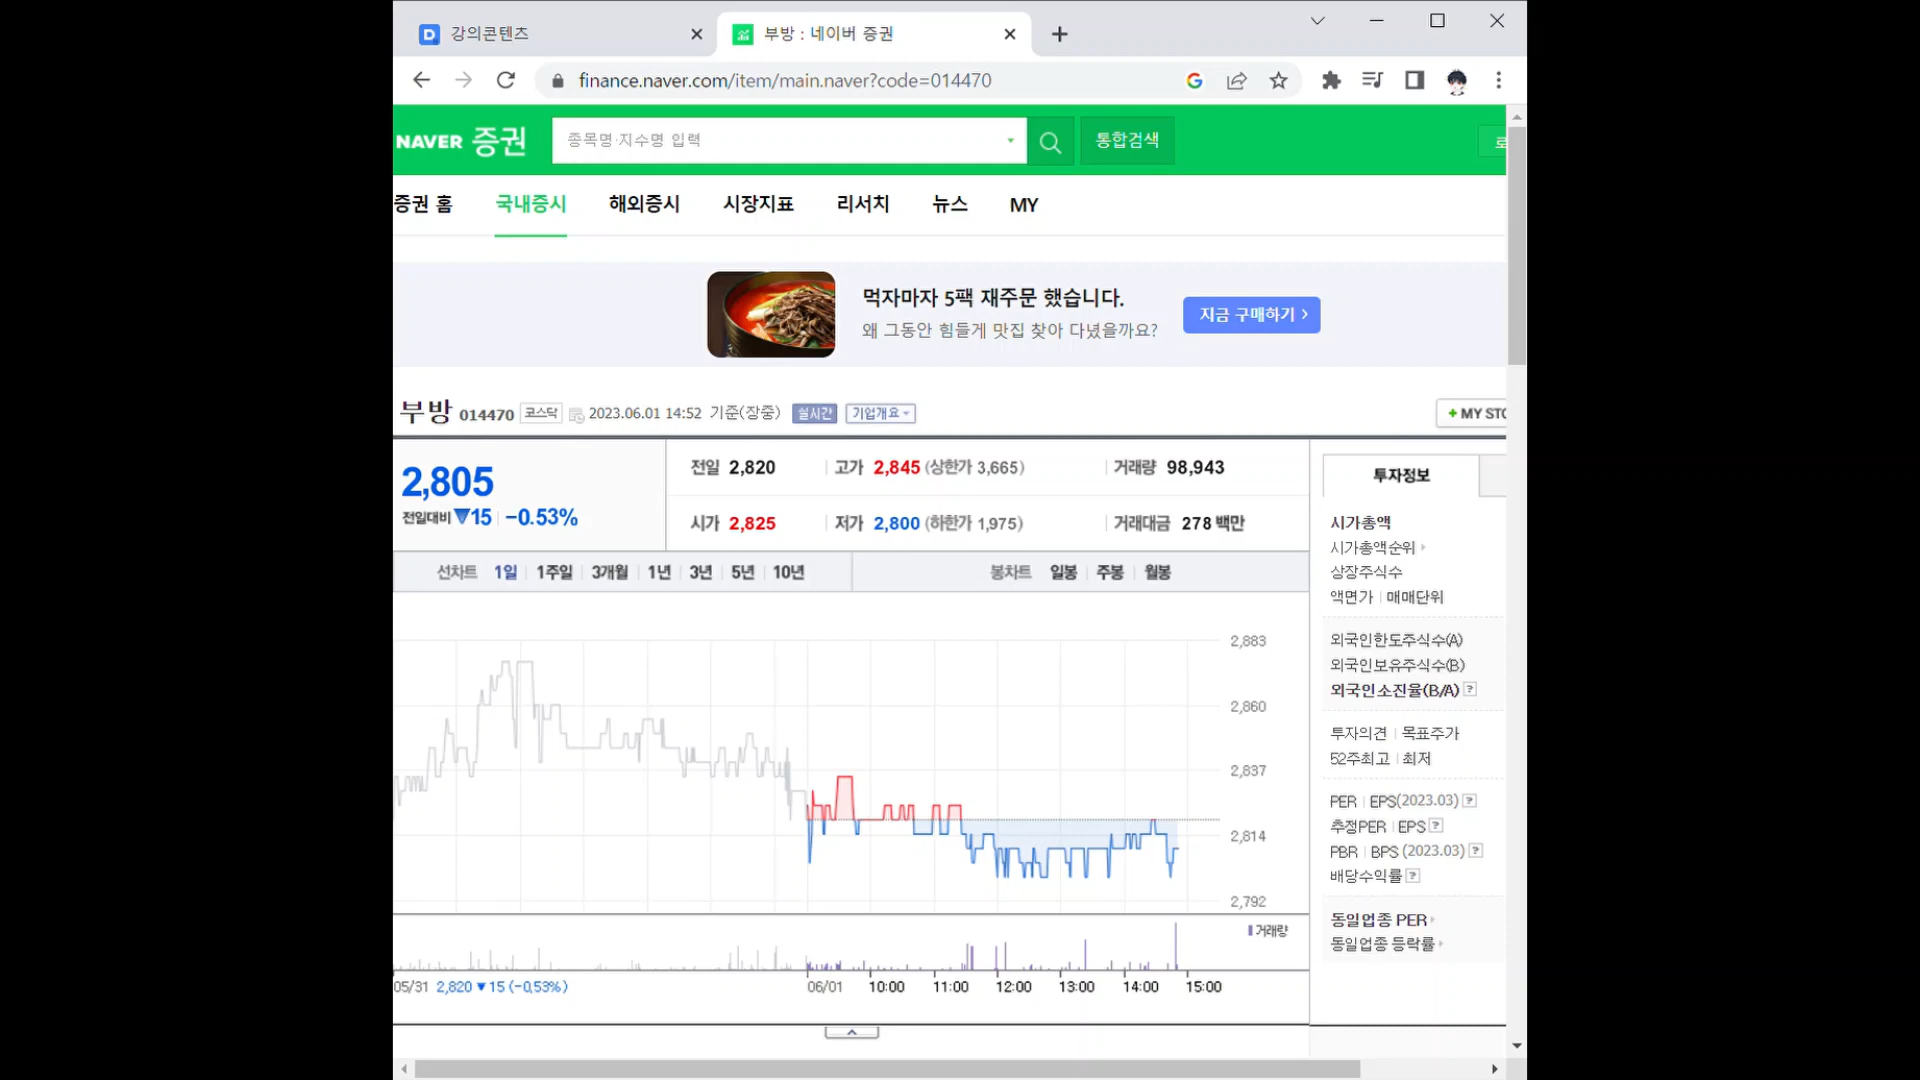 강의콘텐츠
부방 : 네이버 증권
finance.naver.com/item/main.naver?code=014470
NAVER 증권
종목명·지수명 입력
통합검색
증권 홈 국내증시 해외증시 시장지표 리서치 뉴스 MY
먹자마자 5팩 재주문 했습니다.
왜 그동안 힘들게 맛집 찾아 다녔을까요?
지금 구매하기 >
부방 014470 코스닥 2023.06.01 14:52 기준(장중) 실시간 기업개요
+ MY STO
2,805
전일대비 ▼15 -0.53%
전일 2,820 고가 2,845 (상한가 3,665) 거래량 98,943
시가 2,825 저가 2,800 (하한가 1,975) 거래대금 278 백만
선차트 1일 1주일 3개월 1년 3년 5년 10년
봉차트 일봉 주봉 월봉
2,883
2,860
2,837
2,814
2,792
거래량
05/31 2,820 ▼ 15 (-0.53%)
06/01 10:00 11:00 12:00 13:00 14:00 15:00
투자정보
시가총액
시가총액순위
상장주식수
액면가 | 매매단위
외국인한도주식수(A)
외국인보유주식수(B)
외국인소진율(B/A) ?
투자의견 | 목표주가
52주최고 | 최저
PER | EPS(2023.03) ?
추정PER | EPS ?
PBR | BPS (2023.03) ?
배당수익률 ?
동일업종 PER
동일업종 등락률